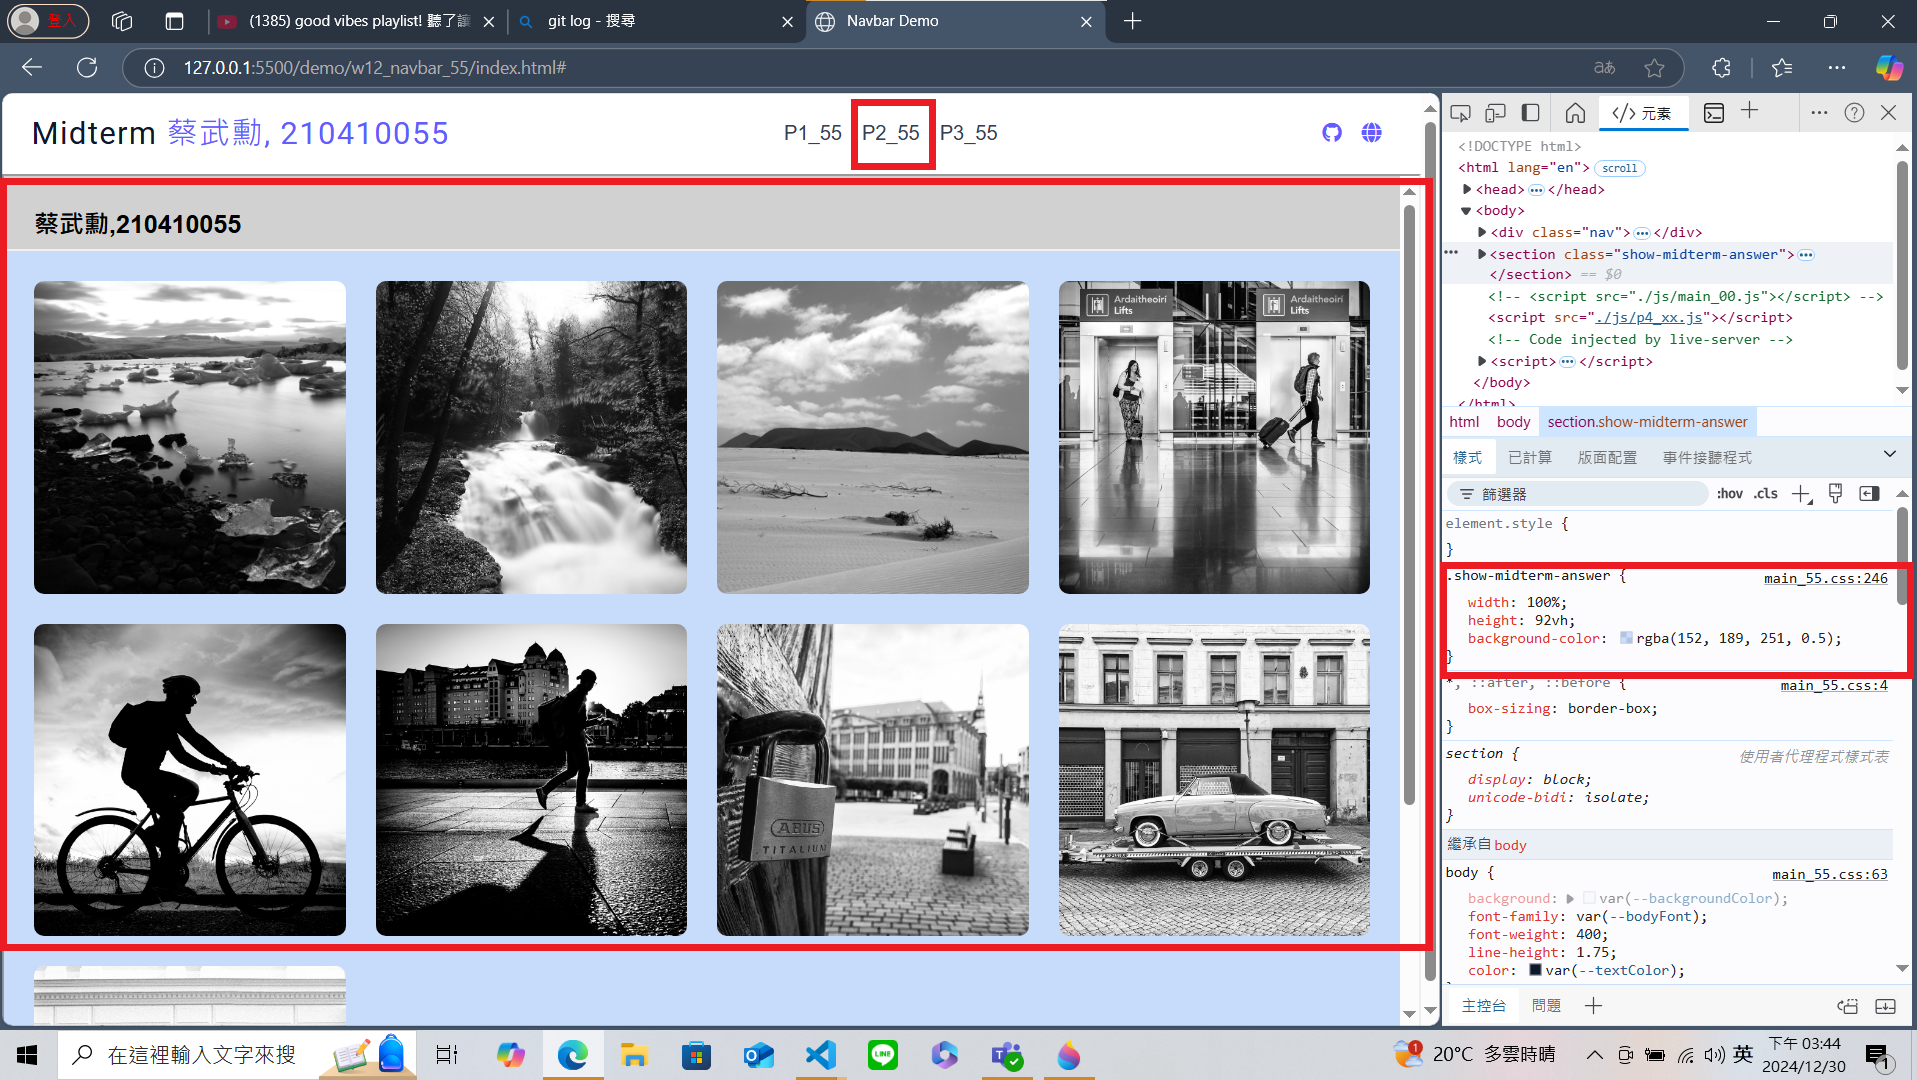 登入
(1385) good vibes playlist! 聽了讓
git log - 搜尋
Navbar Demo
127.0.0.1:5500/demo/w12_navbar_55/index.html#
Midterm 蔡武勳, 210410055
P1_55
P2_55
P3_55
蔡武勳,210410055
Ardaitheoirí
Lifts
Ardaitheoirí
Lifts
ABUS
TITALIUM
元素
<!DOCTYPE html>
<html lang="en"> scroll
<head> ••• </head>
<body>
<div class="nav"> ••• </div>
<section class="show-midterm-answer"> •••
</section> == $0
<!-- <script src="./js/main_00.js"></script> -->
<script src="./js/p4_xx.js"></script>
<!-- Code injected by live-server -->
<script> ••• </script>
</body>
</html>
html body section.show-midterm-answer
樣式 已計算 版面配置 事件接聽程式
篩選器 :hov .cls
element.style {
}
.show-midterm-answer { main_55.css:246
width: 100%;
height: 92vh;
background-color: rgba(152, 189, 251, 0.5);
}
*, ::after, ::before { main_55.css:4
box-sizing: border-box;
}
section { 使用者代理程式樣式表
display: block;
unicode-bidi: isolate;
}
繼承自 body
body { main_55.css:63
background: var(--backgroundColor);
font-family: var(--bodyFont);
font-weight: 400;
line-height: 1.75;
color: var(--textColor);
主控台 問題
在這裡輸入文字來搜
LINE
1
20°C 多雲時晴
英
下午 03:44
2024/12/30
1